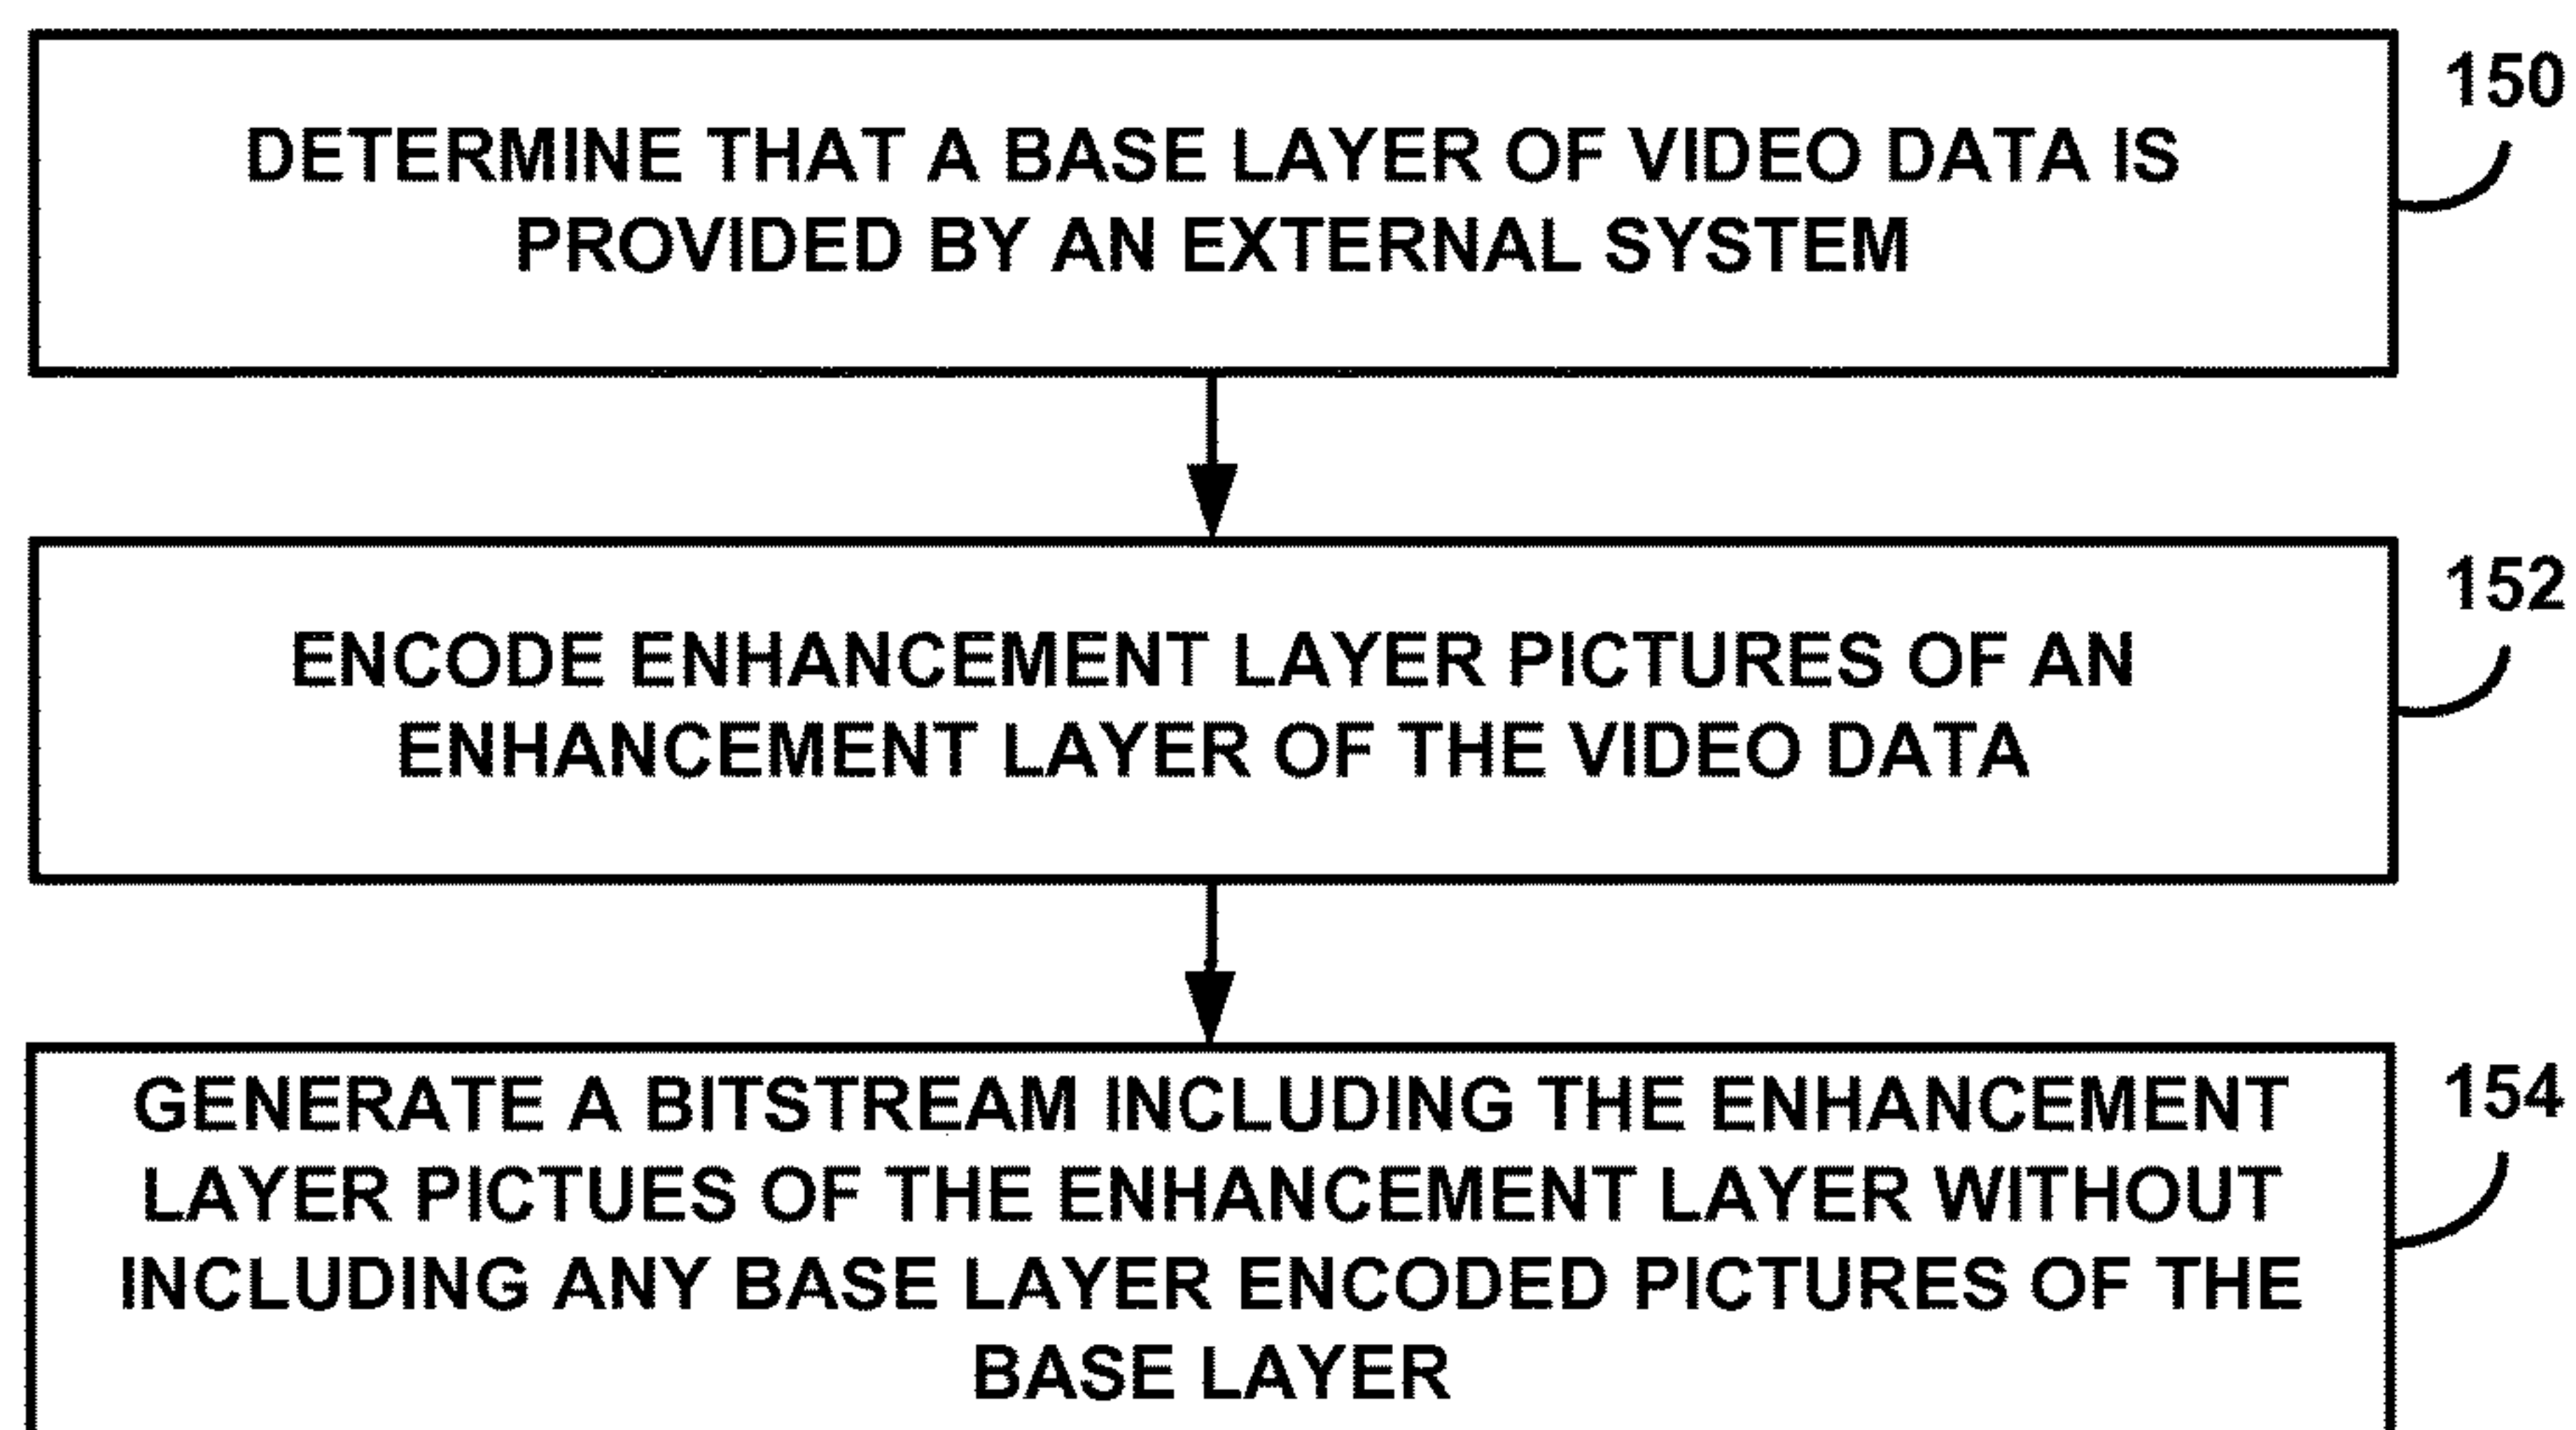 150
DETERMINE THAT A BASE LAYER OF VIDEO DATA IS
PROVIDED BY AN EXTERNAL SYSTEM
152
ENCODE ENHANCEMENT LAYER PICTURES OF AN
ENHANCEMENT LAYER OF THE VIDEO DATA
154
GENERATE A BITSTREAM INCLUDING THE ENHANCEMENT
LAYER PICTUES OF THE ENHANCEMENT LAYER WITHOUT
INCLUDING ANY BASE LAYER ENCODED PICTURES OF THE
BASE LAYER